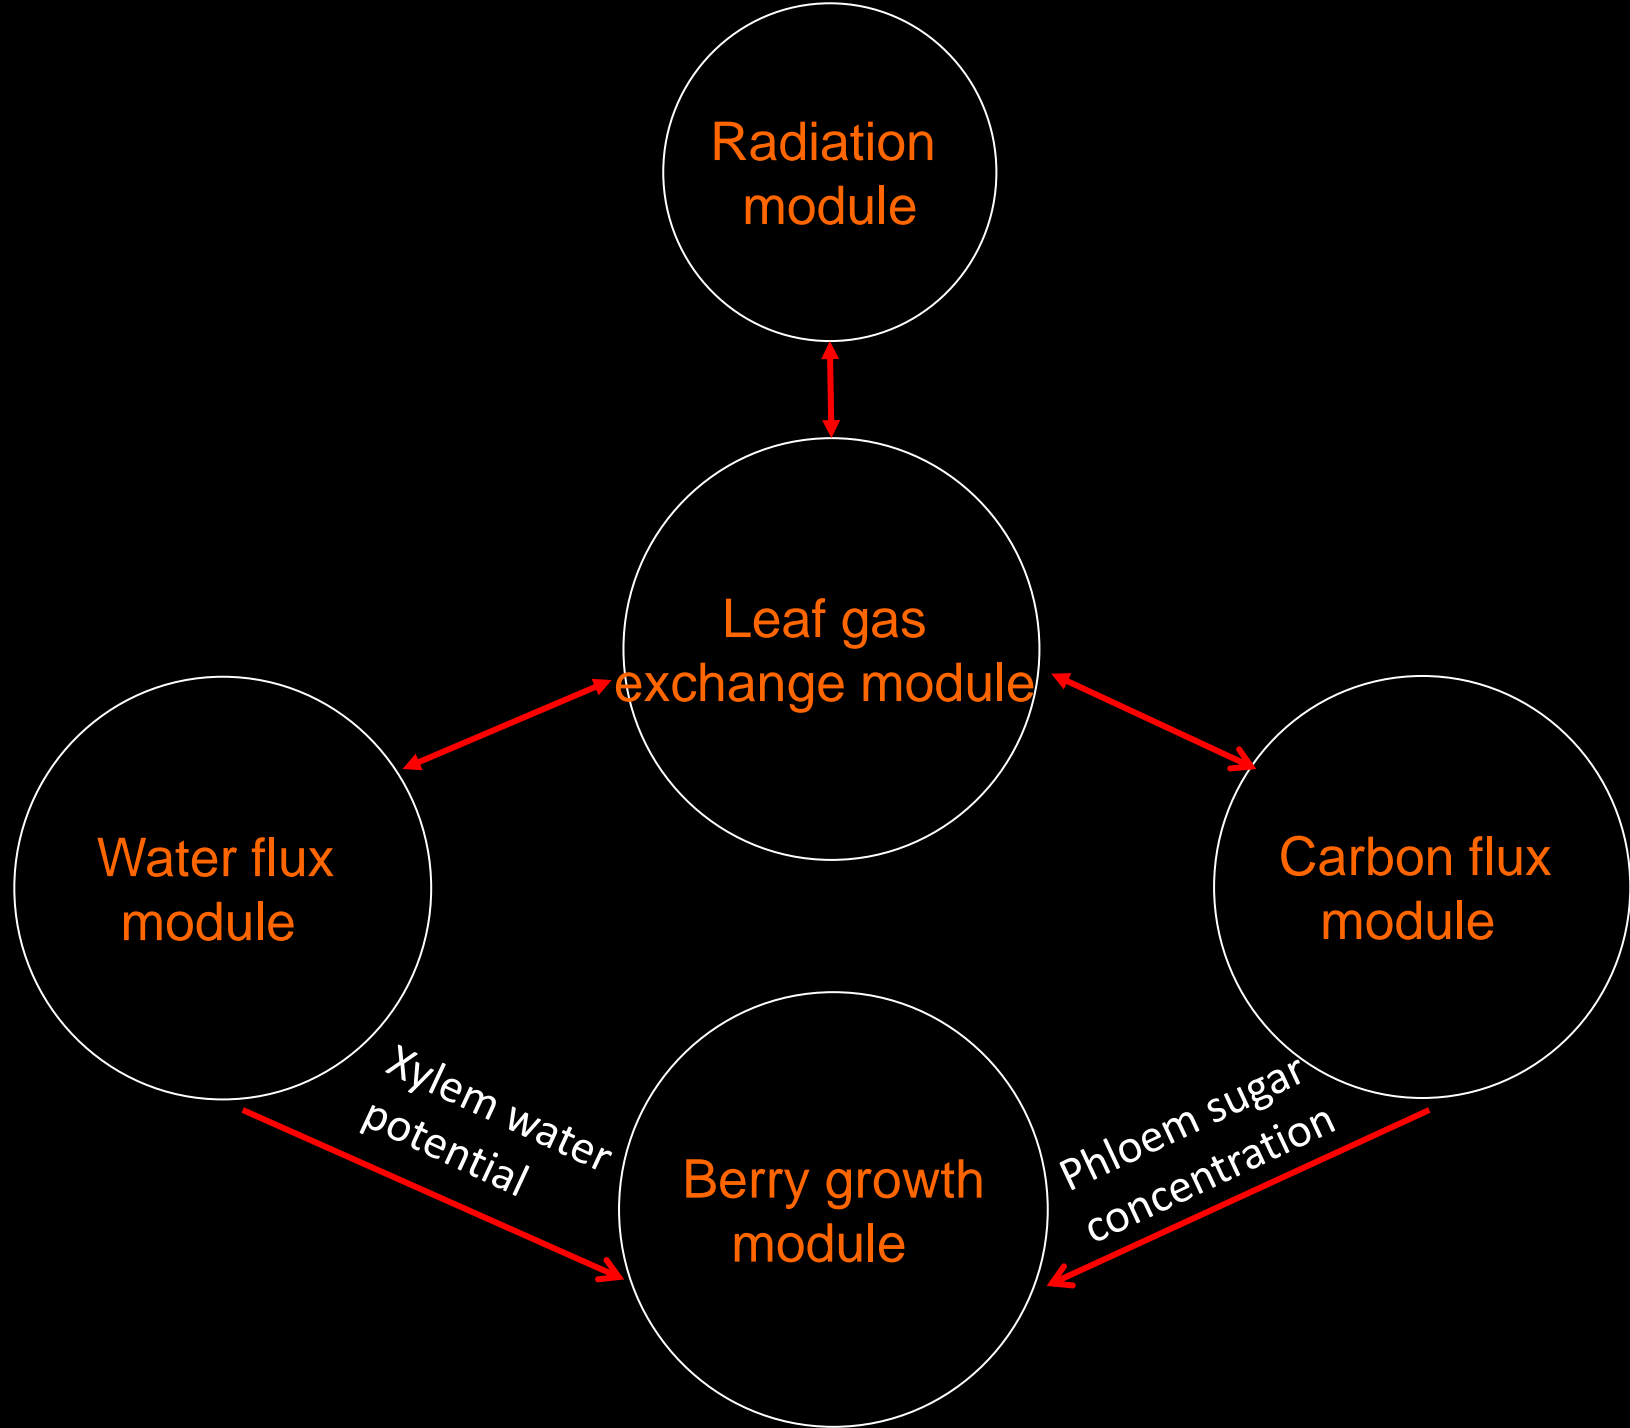 Radiation
module
Leaf gas
exchange module
Water flux
module
Carbon flux
module
Xylem water
potential
Phloem sugar
concentration
Berry growth
module